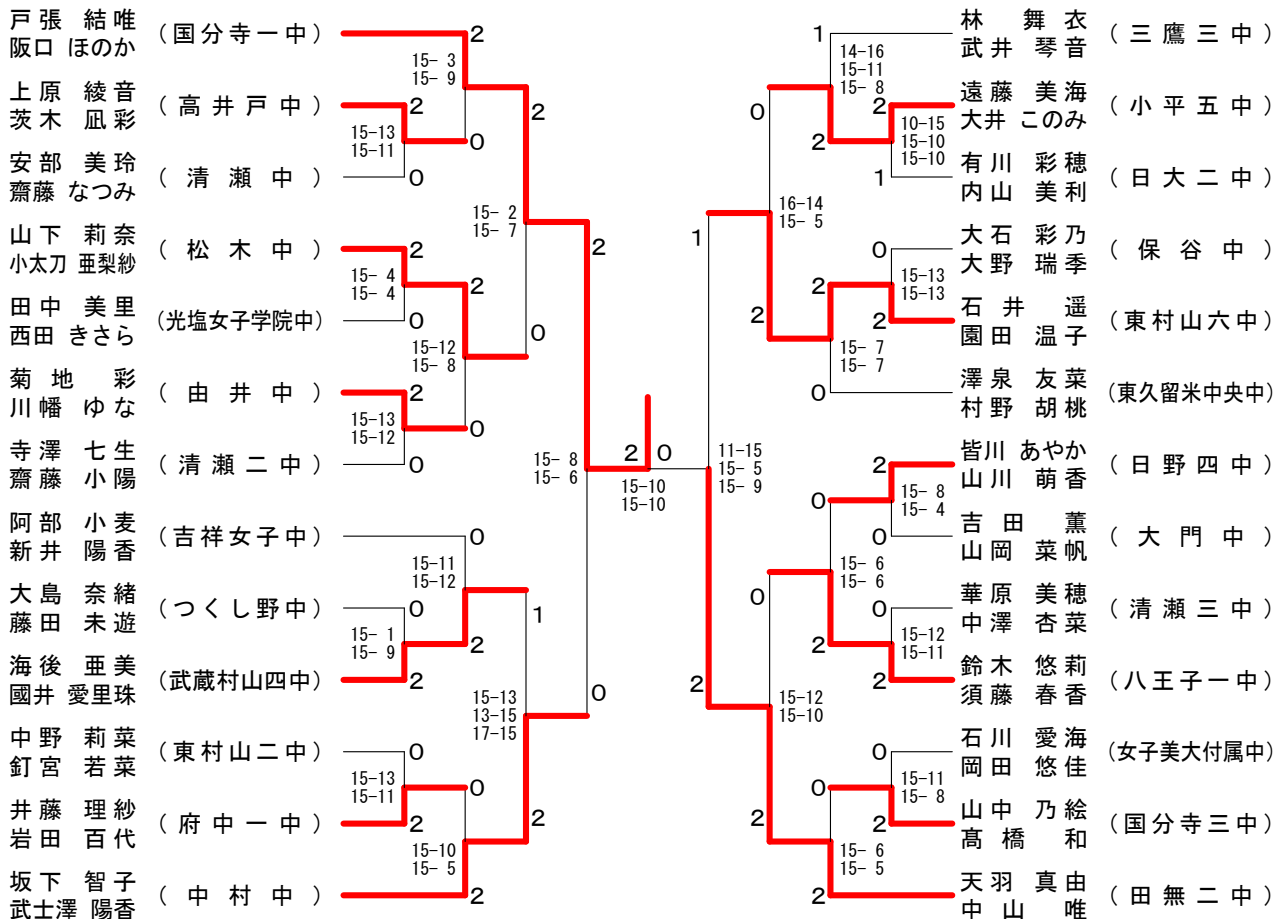 戸張 結唯
阪口 ほのか
(国分寺一中)
2
15- 3
15- 9
上原 綾音
茨木 凪彩
(高井戸中)
2
15-13
15-11
0
安部 美玲
齋藤 なつみ
(清瀬中)
0
2
15- 2
15- 7
山下 莉奈
小太刀 亜梨紗
(松木中)
2
15- 4
15- 4
2
田中 美里
西田 きさら
(光塩女子学院中)
0
15-12
15- 8
0
菊地 彩
川幡 ゆな
(由井中)
2
15-13
15-12
0
寺澤 七生
齋藤 小陽
(清瀬二中)
0
2
15- 8
15- 6
阿部 小麦
新井 陽香
(吉祥女子中)
0
15-11
15-12
大島 奈緒
藤田 未遊
(つくし野中)
0
15- 1
15- 9
2
1
海後 亜美
國井 愛里珠
(武蔵村山四中)
2
15-13
13-15
17-15
0
中野 莉菜
釘宮 若菜
(東村山二中)
0
15-13
15-11
0
井藤 理紗
岩田 百代
(府中一中)
2
15-10
15- 5
2
坂下 智子
武士澤 陽香
(中村中)
2
2
0
15-10
15-10
林 舞衣
武井 琴音
(三鷹三中)
1
14-16
15-11
15- 8
遠藤 美海
大井 このみ
(小平五中)
2
10-15
15-10
15-10
2
0
有川 彩穂
内山 美利
(日大二中)
1
16-14
15- 5
1
大石 彩乃
大野 瑞季
(保谷中)
0
15-13
15-13
2
石井 遥
園田 温子
(東村山六中)
2
2
15- 7
15- 7
澤泉 友菜
村野 胡桃
(東久留米中央中)
0
11-15
15- 5
15- 9
皆川 あやか
山川 萌香
(日野四中)
2
15- 8
15- 4
0
吉田 薫
山岡 菜帆
(大門中)
0
15- 6
15- 6
0
華原 美穂
中澤 杏菜
(清瀬三中)
0
15-12
15-11
2
鈴木 悠莉
須藤 春香
(八王子一中)
2
2
15-12
15-10
石川 愛海
岡田 悠佳
(女子美大付属中)
0
15-11
15- 8
0
山中 乃絵
髙橋 和
(国分寺三中)
2
2
15- 6
15- 5
天羽 真由
中山 唯
(田無二中)
2